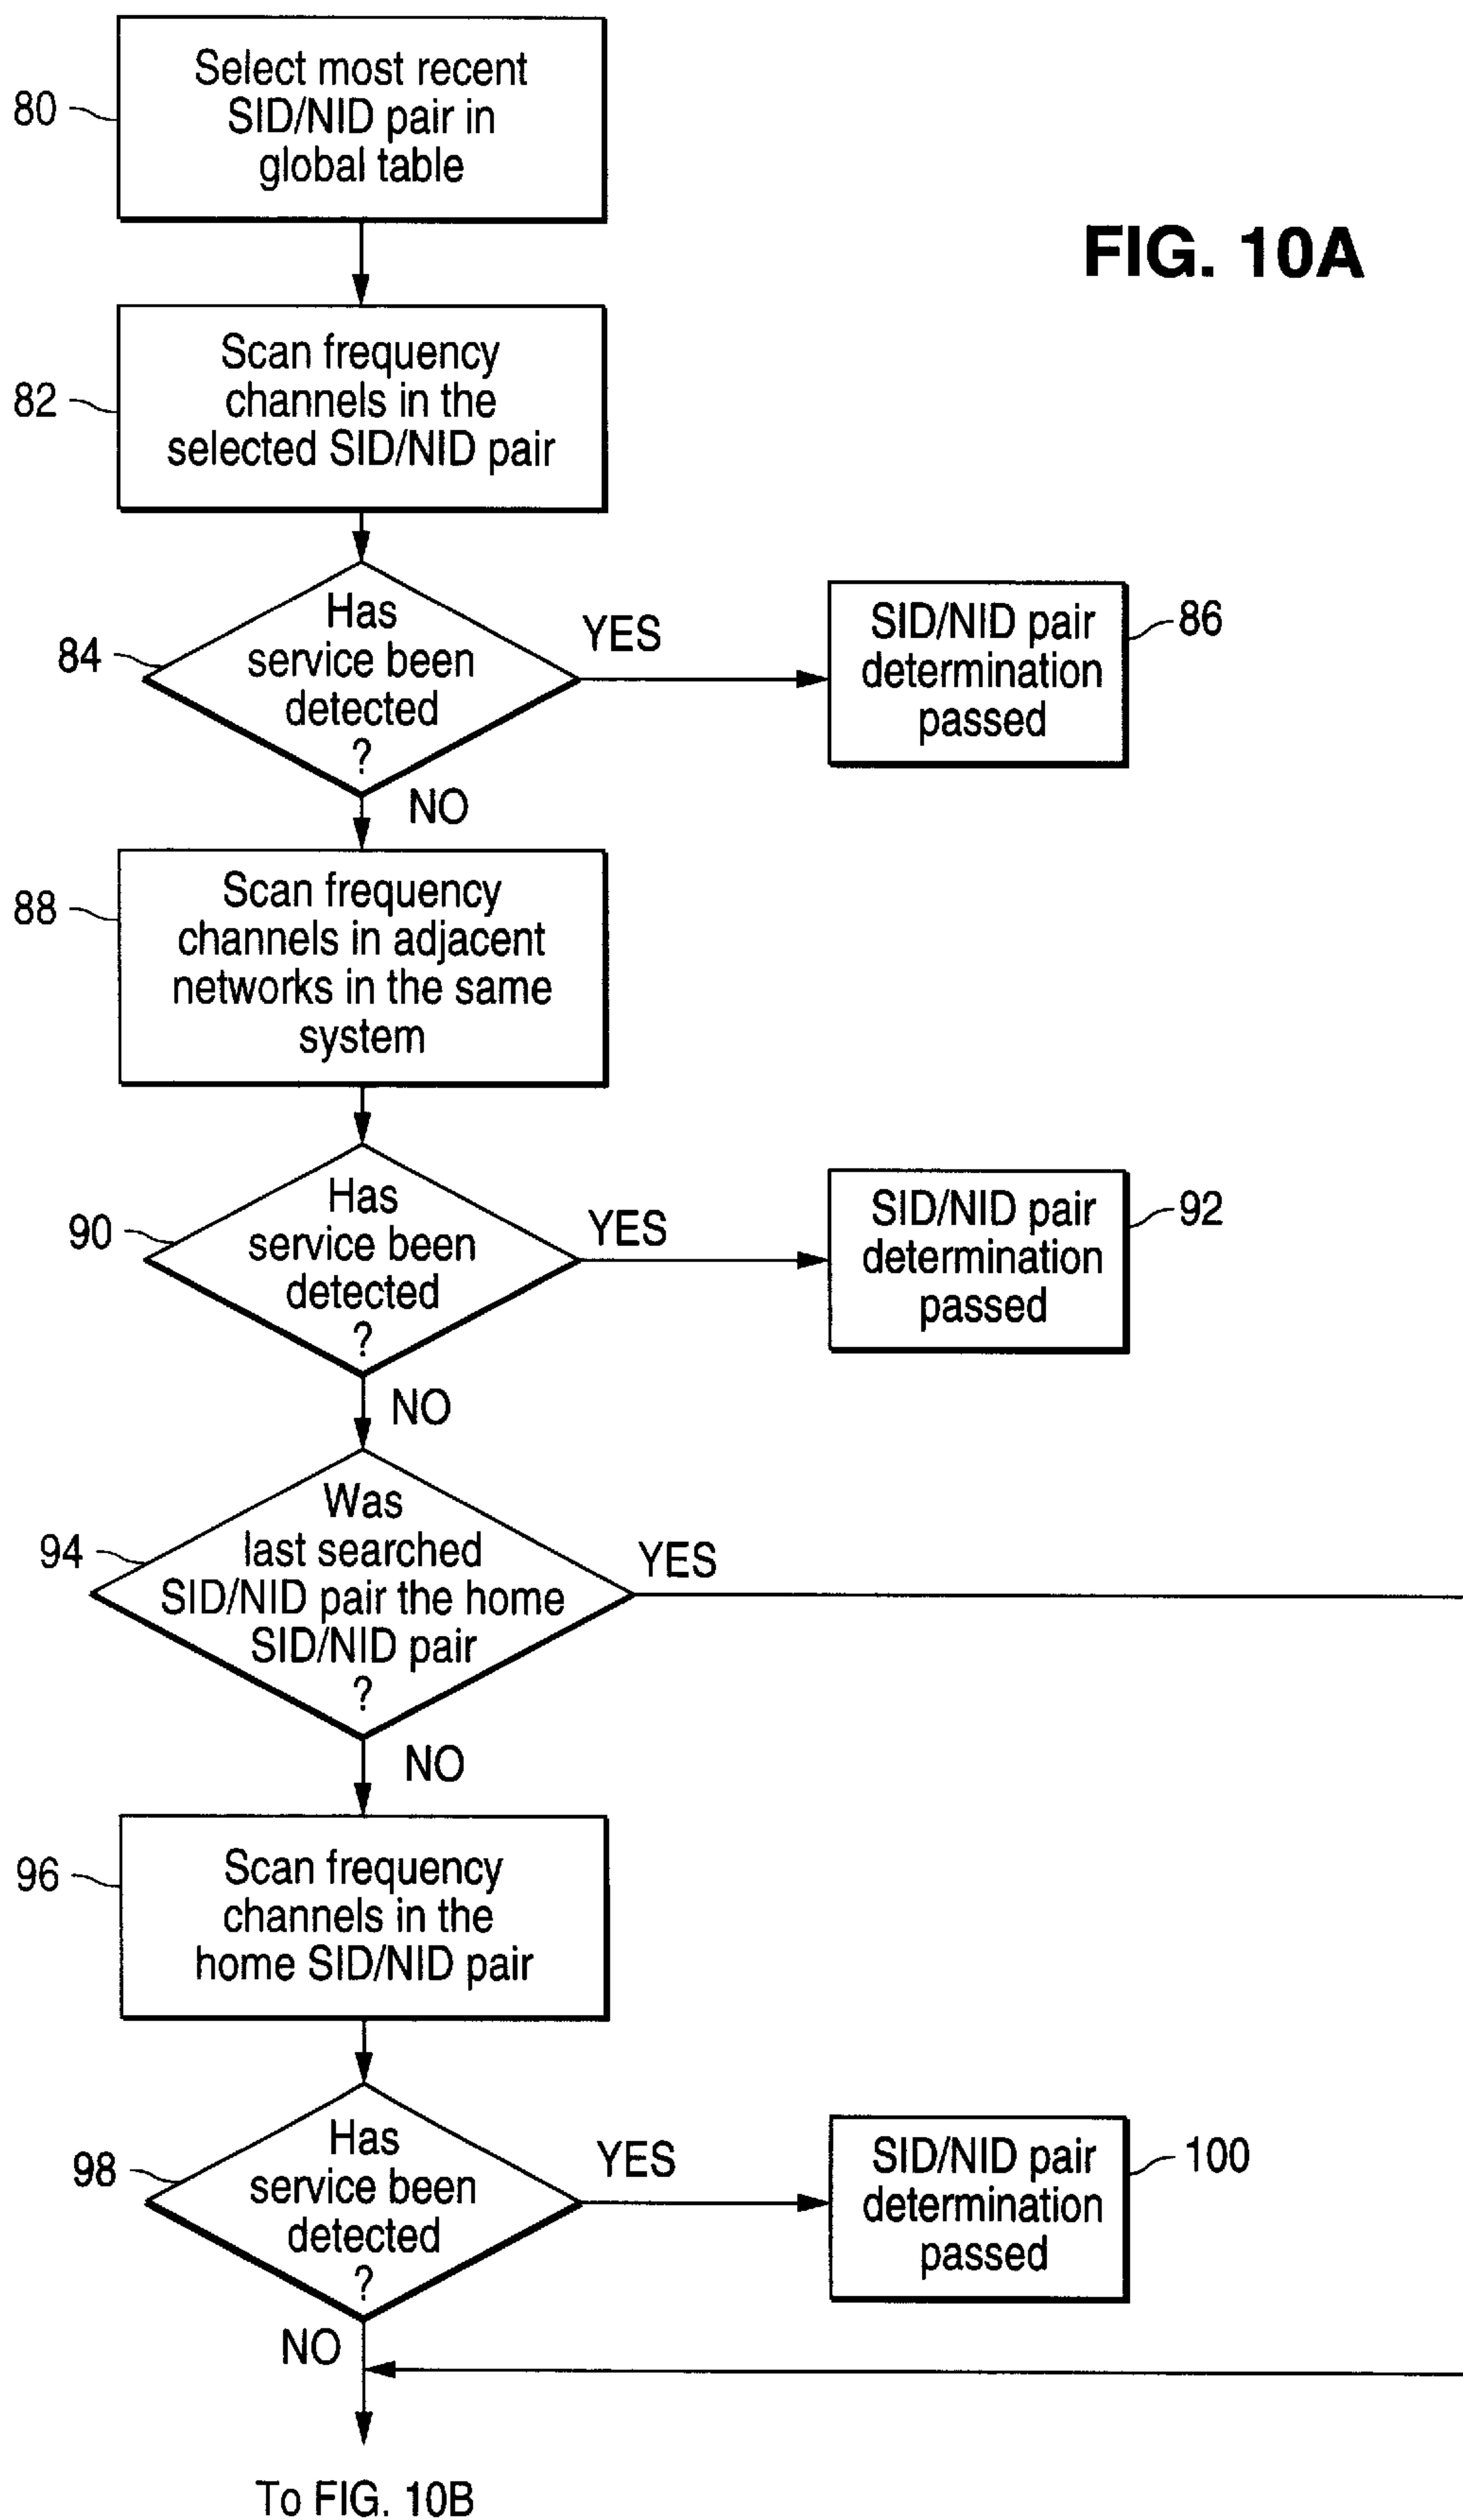 80
Select most recent
SID/NID pair in
global table
FIG. 10A
82
Scan frequency
channels in the
selected SID/NID pair
84
Has
service been
detected
?
YES
SID/NID pair
determination
passed
86
NO
88
Scan frequency
channels in adjacent
networks in the same
system
90
Has
service been
detected
?
YES
SID/NID pair
determination
passed
92
NO
94
Was
last searched
SID/NID pair the home
SID/NID pair
?
YES
NO
96
Scan frequency
channels in the
home SID/NID pair
98
Has
service been
detected
?
YES
SID/NID pair
determination
passed
100
NO
To FIG. 10B